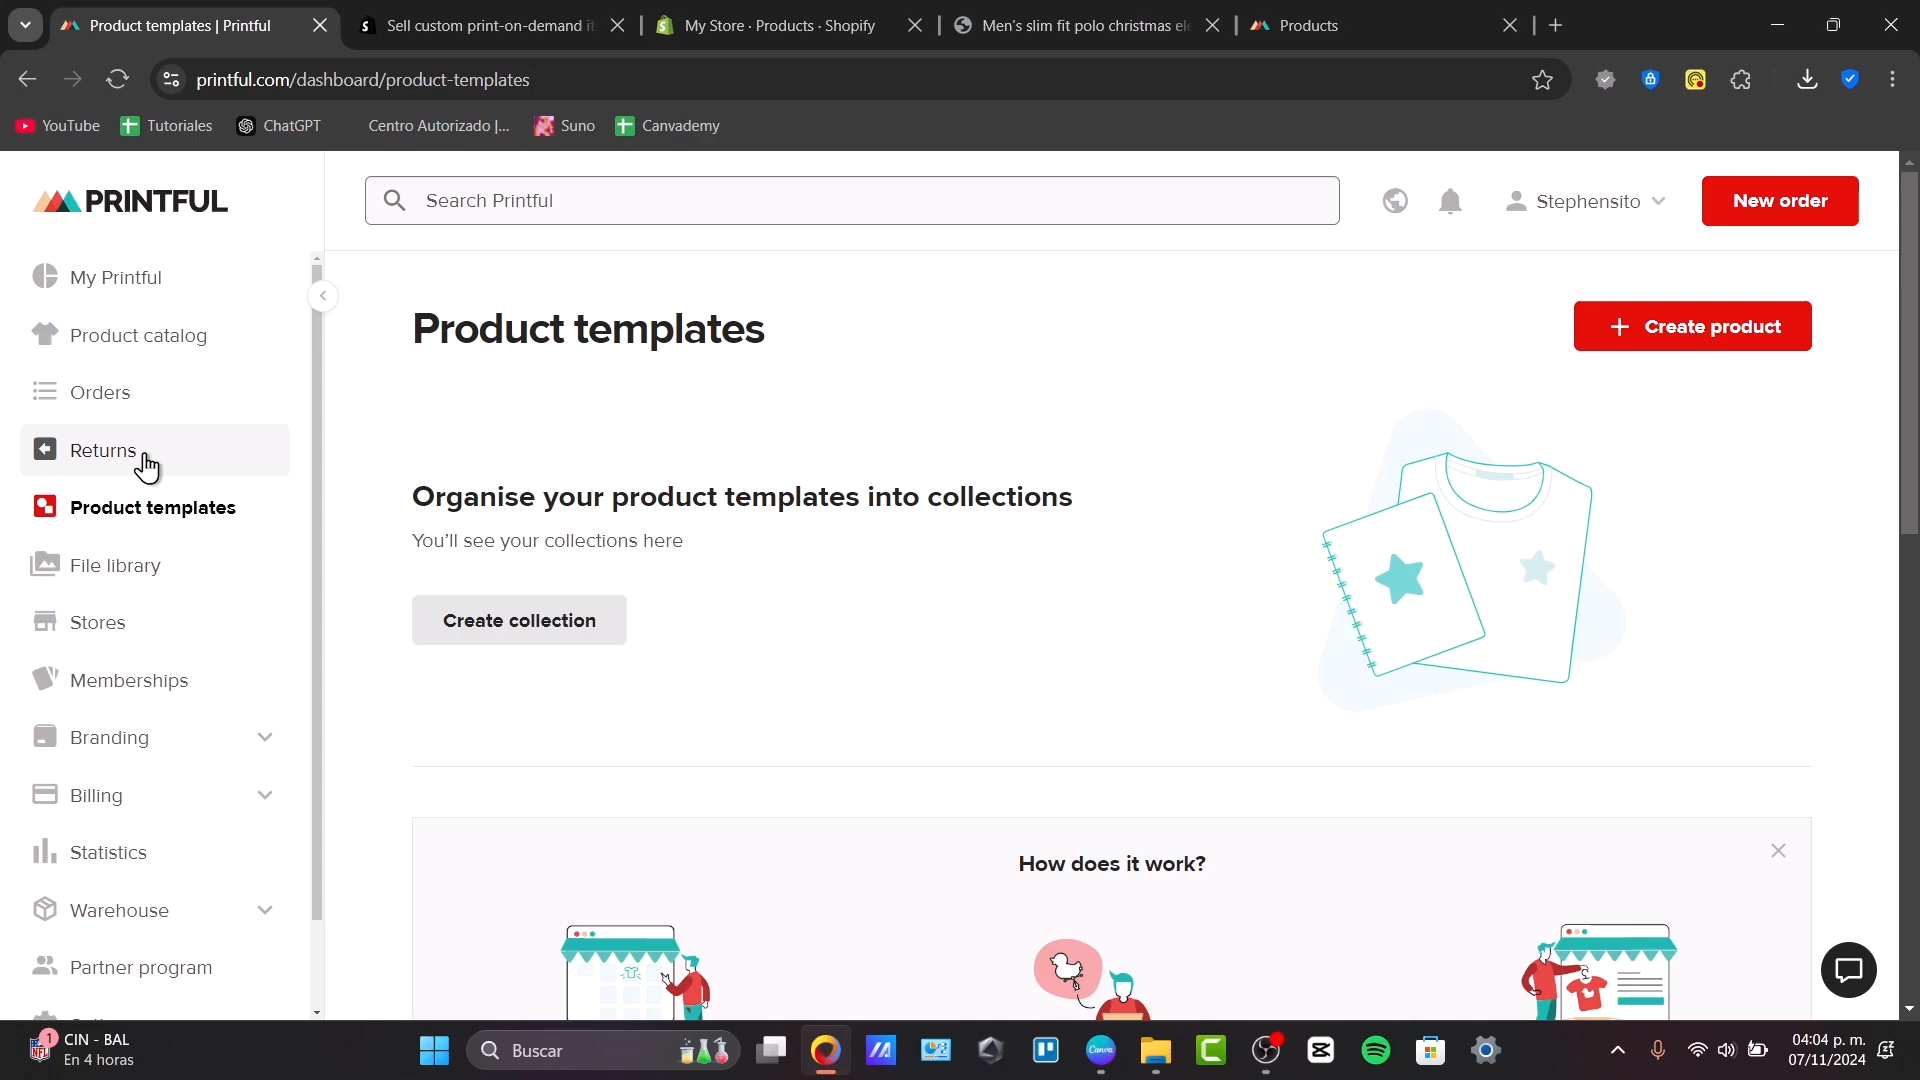 Product templates | Printful
Sell custom print-on-demand it
My Store · Products · Shopify
Men's slim fit polo christmas ele
Products
printful.com/dashboard/product-templates
YouTube
Tutoriales
ChatGPT
Centro Autorizado |...
Suno
Canvademy
PRINTFUL
Search Printful
Stephensito
New order
My Printful
Product catalog
Orders
Returns
Product templates
File library
Stores
Memberships
Branding
Billing
Statistics
Warehouse
Partner program
Product templates
Create product
Organise your product templates into collections
You'll see your collections here
Create collection
How does it work?
1
CIN - BAL
En 4 horas
Buscar
Canva
04:04 p. m.
07/11/2024